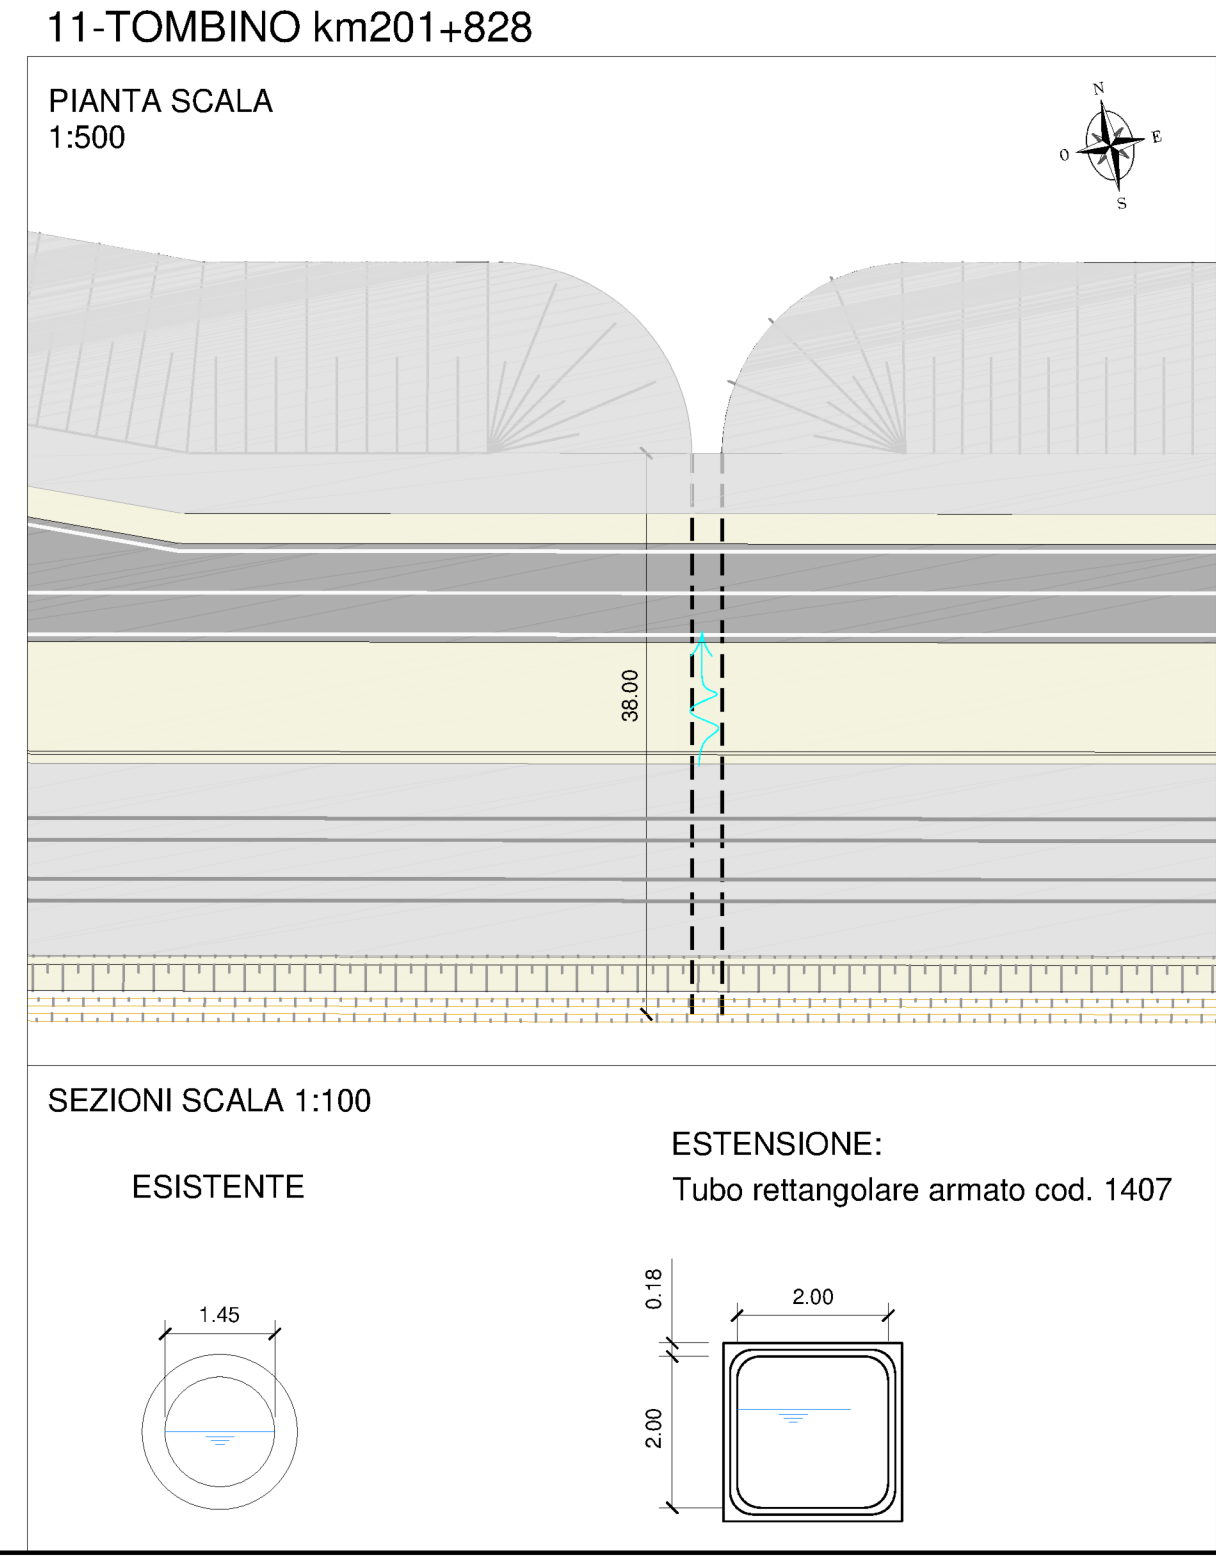 11-TOMBINO km201+828
PIANTA SCALA
1:500
N
E
O
S
38.00
SEZIONI SCALA 1:100
ESISTENTE
ESTENSIONE:
Tubo rettangolare armato cod. 1407
1.45
0.18
2.00
2.00